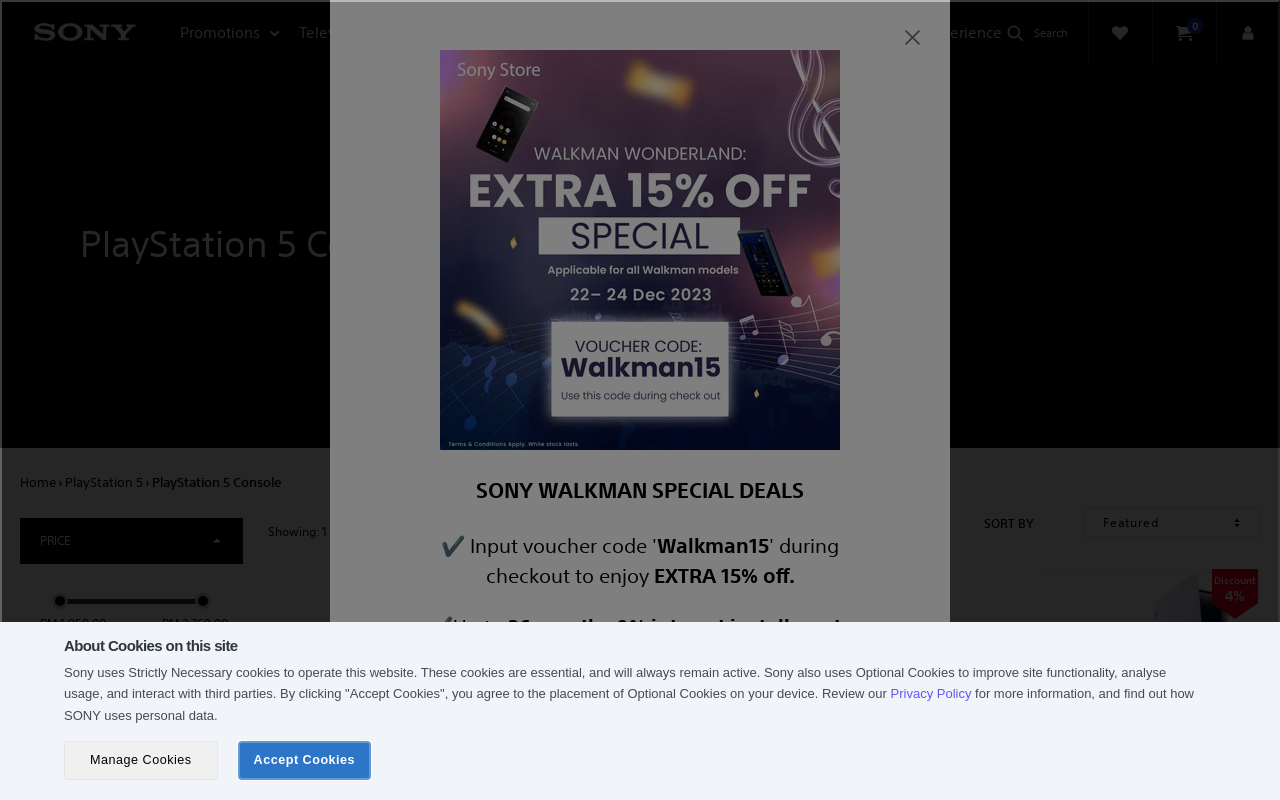 SONY
Promotions
Telev
erience
Search
0
PlayStation 5 Co
Sony Store
WALKMAN WONDERLAND:
EXTRA 15% OFF
SPECIAL
Applicable for all Walkman models
22– 24 Dec 2023
VOUCHER CODE:
Walkman15
Use this code during check out
Terms & Conditions Apply. While stock lasts.
Home › PlayStation 5 › PlayStation 5 Console
PRICE
Showing: 1
SORT BY
Featured
Discount
4%
SONY WALKMAN SPECIAL DEALS
✔️ Input voucher code 'Walkman15' during
checkout to enjoy EXTRA 15% off.
About Cookies on this site
Sony uses Strictly Necessary cookies to operate this website. These cookies are essential, and will always remain active. Sony also uses Optional Cookies to improve site functionality, analyse
usage, and interact with third parties. By clicking "Accept Cookies", you agree to the placement of Optional Cookies on your device. Review our Privacy Policy for more information, and find out how
SONY uses personal data.
Manage Cookies
Accept Cookies